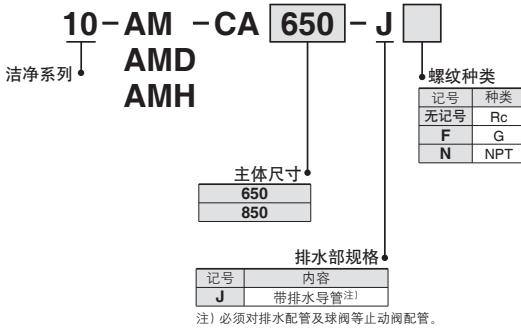 10-AM -CA 650 -J
AMD
AMH
洁净系列
螺纹种类
记号 种类
无记号 Rc
F G
N NPT
主体尺寸
650
850
排水部规格
记号 内容
J 带排水导管注)
注) 必须对排水配管及球阀等止动阀配管。